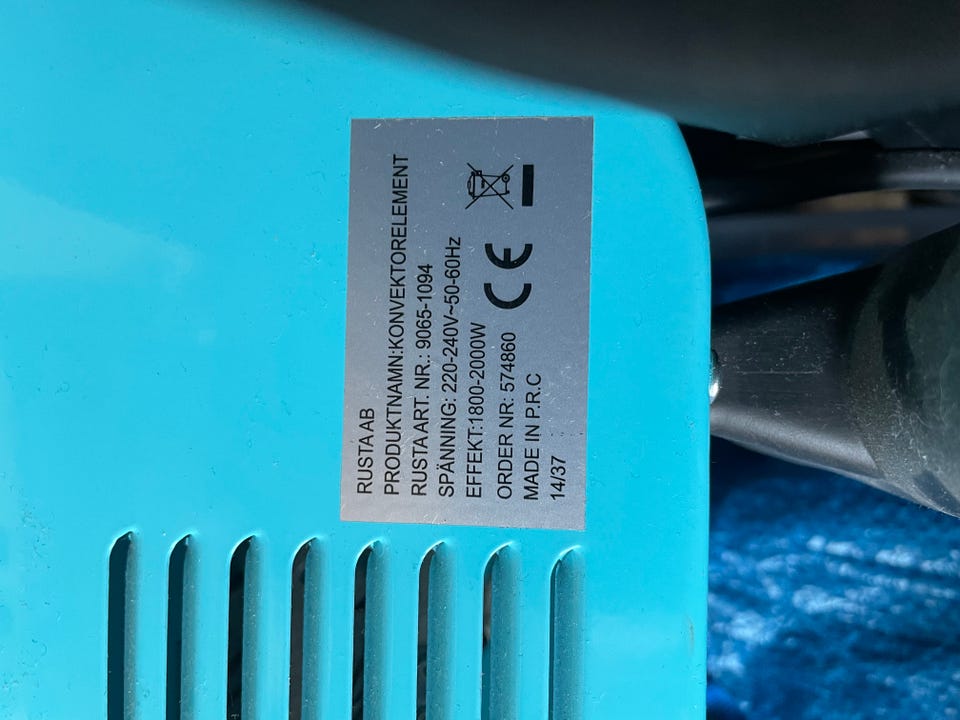 RUSTA AB
PRODUKTNAMN:KONVEKTORELEMENT
RUSTA ART. NR.: 9065-1094
SPÄNNING: 220-240V~50-60Hz
EFFEKT:1800-2000W
ORDER NR: 574860
MADE IN P.R.C
14/37
CE